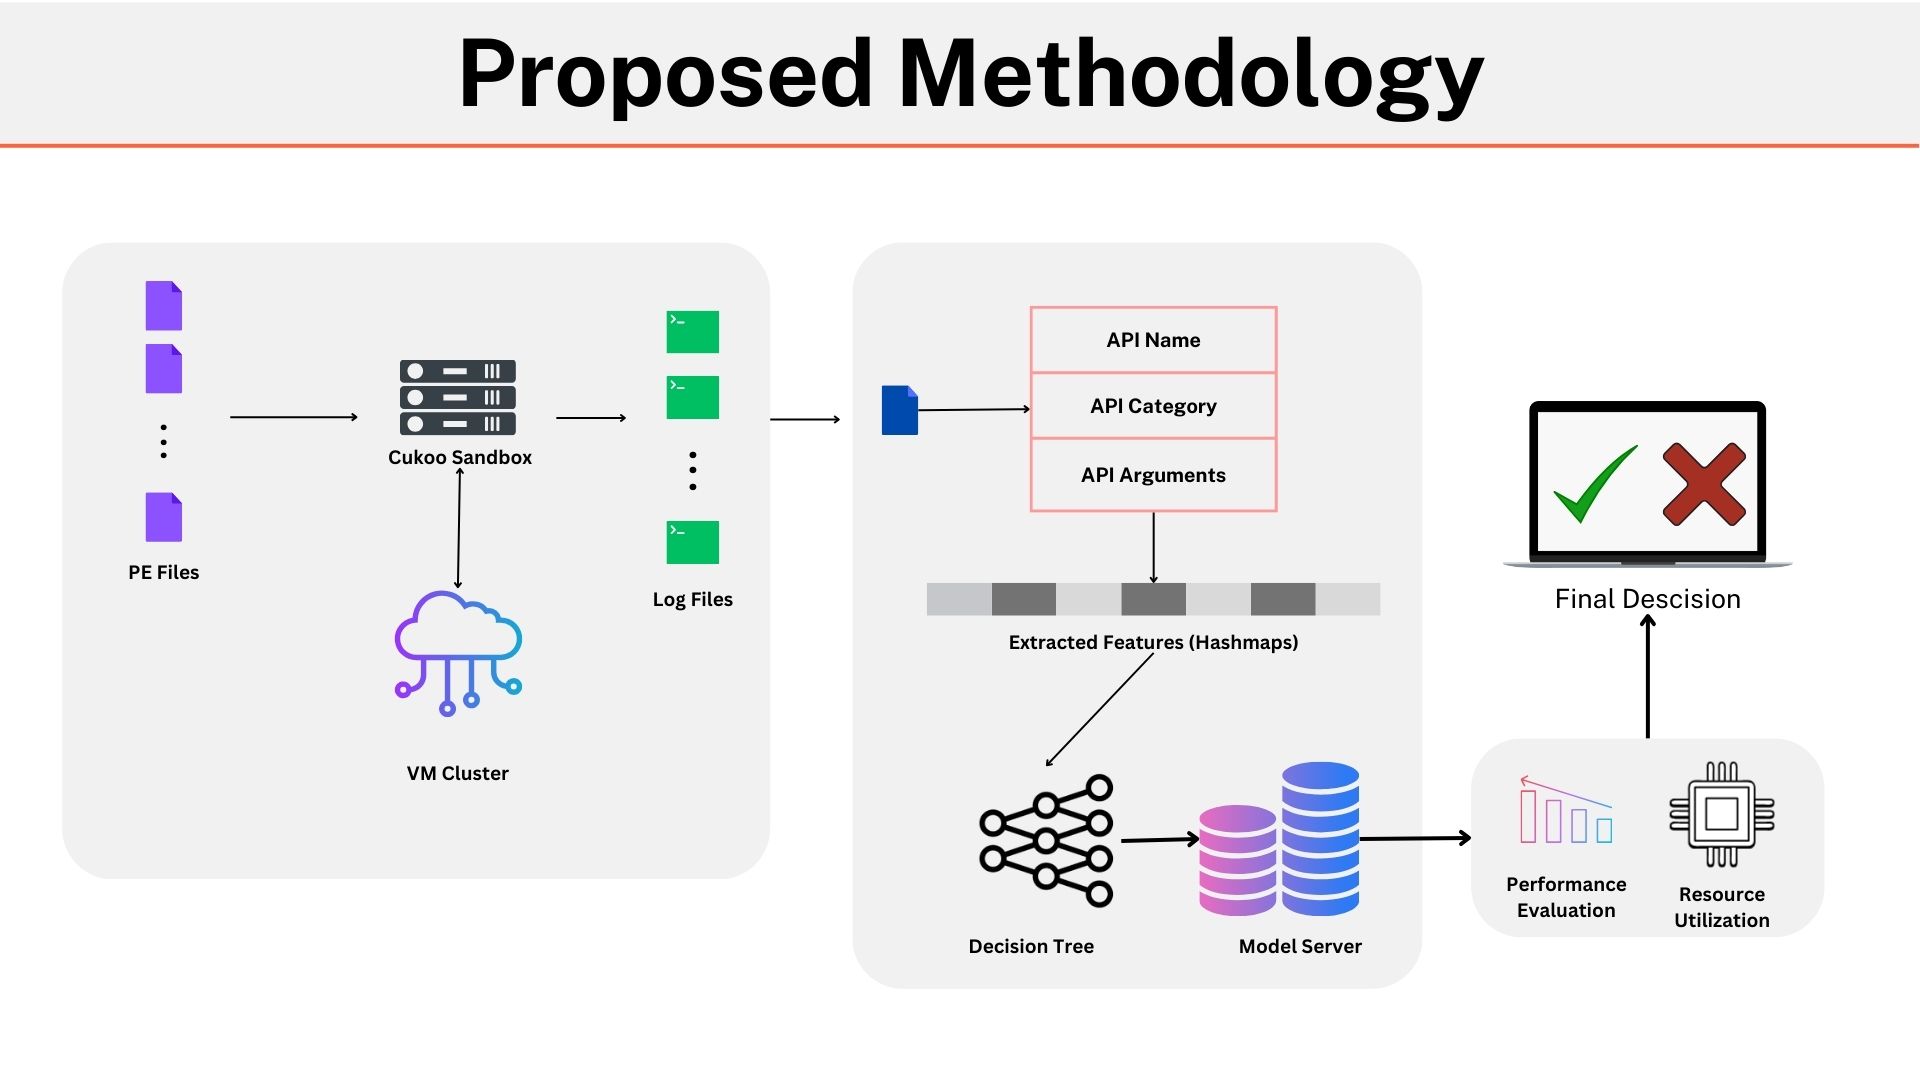 Proposed Methodology
PE Files
Cukoo Sandbox
VM Cluster
>_
>_
>_
Log Files
API Name
API Category
API Arguments
Extracted Features (Hashmaps)
Decision Tree
Model Server
Performance
Evaluation
Resource
Utilization
Final Descision